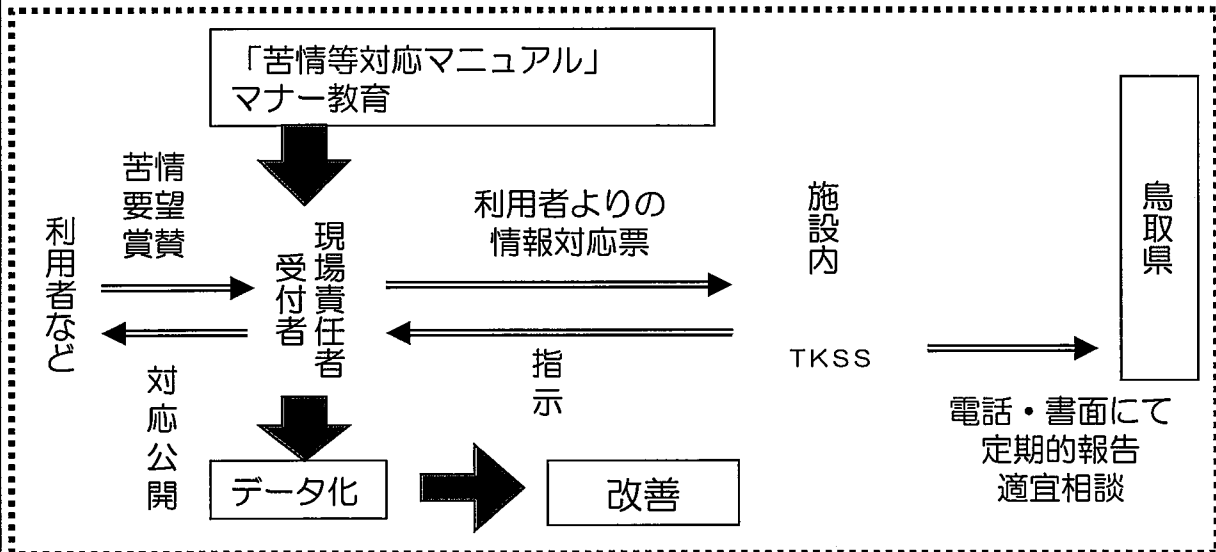 「苦情等対応マニュアル」
マナー教育
利用者など
苦情
要望
賞賛
対応公開
現場責任者
受付者
データ化
改善
利用者よりの
情報対応票
指示
施設内
TKSS
鳥取県
電話・書面にて
定期的報告
適宜相談